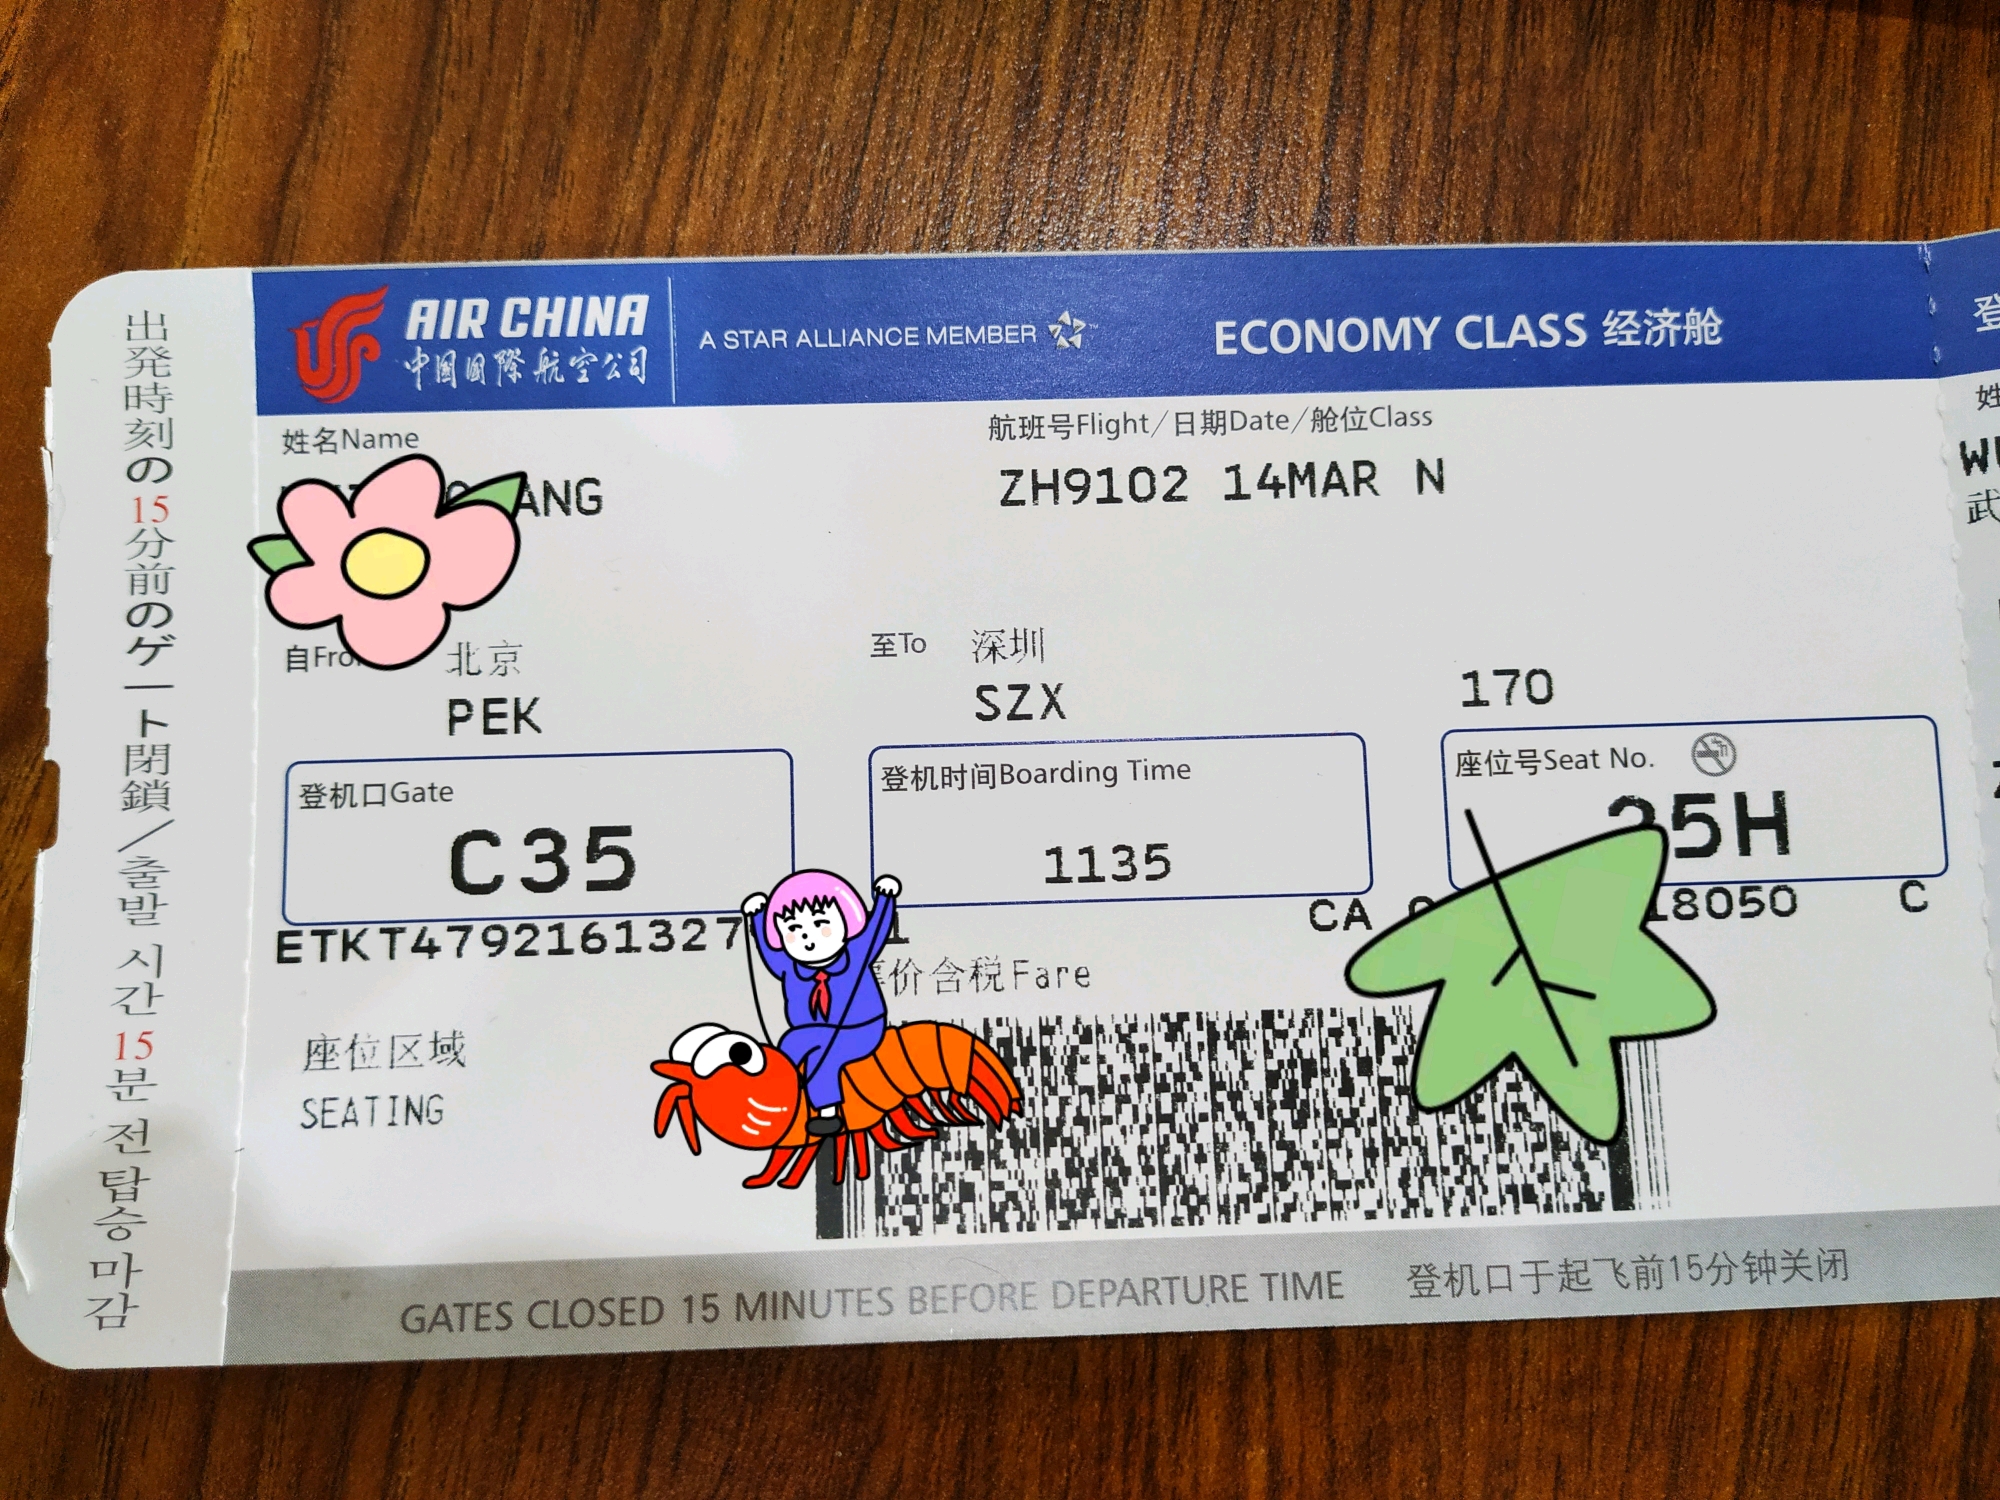 出発時刻の15分前のゲート閉鎖/출발 시간 15분 전 탑승 마감
AIR CHINA
中国国際航空公司
A STAR ALLIANCE MEMBER
ECONOMY CLASS 经济舱
登
姓名Name
航班号Flight/日期Date/舱位Class
姓
ANG
ZH9102 14MAR N
武
自
北京
至To 深圳
PEK
SZX
170
登机口Gate
登机时间Boarding Time
座位号Seat No.
C35
1135
5H
ETKT4792161327
1
CA
18050 C
价含税Fare
座位区域
SEATING
GATES CLOSED 15 MINUTES BEFORE DEPARTURE TIME 登机口于起飞前15分钟关闭